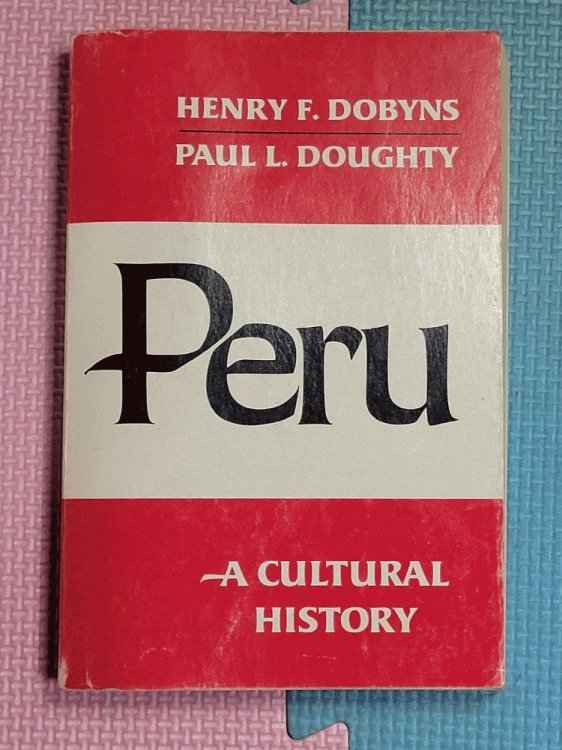 HENRY F. DOBYNS
PAUL L. DOUGHTY
Peru
—A CULTURAL
HISTORY